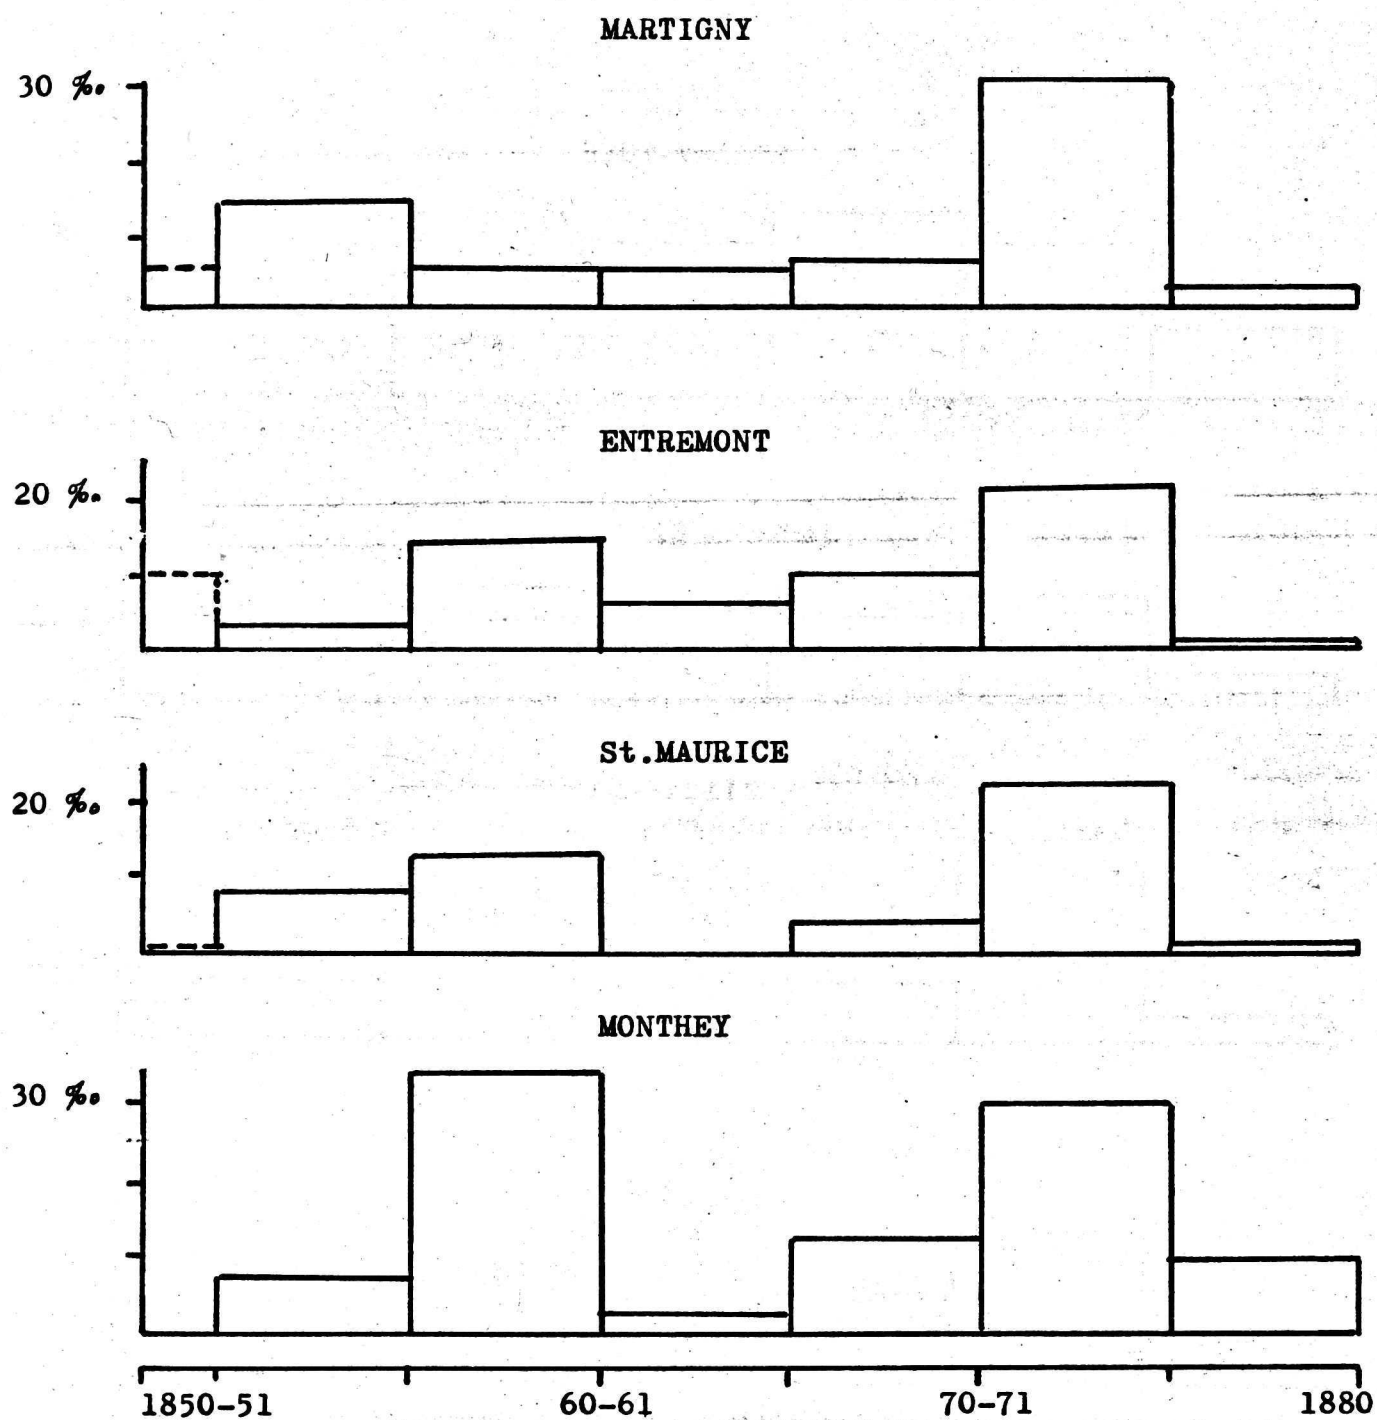 MARTIGNY
30 ‰
ENTREMONT
20 ‰
St.MAURICE
20 ‰
MONTHEY
30 ‰
1850-51 60-61 70-71 1880